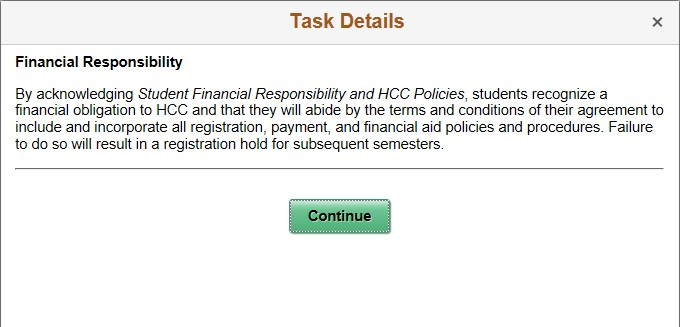 Task Details
×
Financial Responsibility
By acknowledging Student Financial Responsibility and HCC Policies, students recognize a
financial obligation to HCC and that they will abide by the terms and conditions of their agreement to
include and incorporate all registration, payment, and financial aid policies and procedures. Failure
to do so will result in a registration hold for subsequent semesters.
Continue